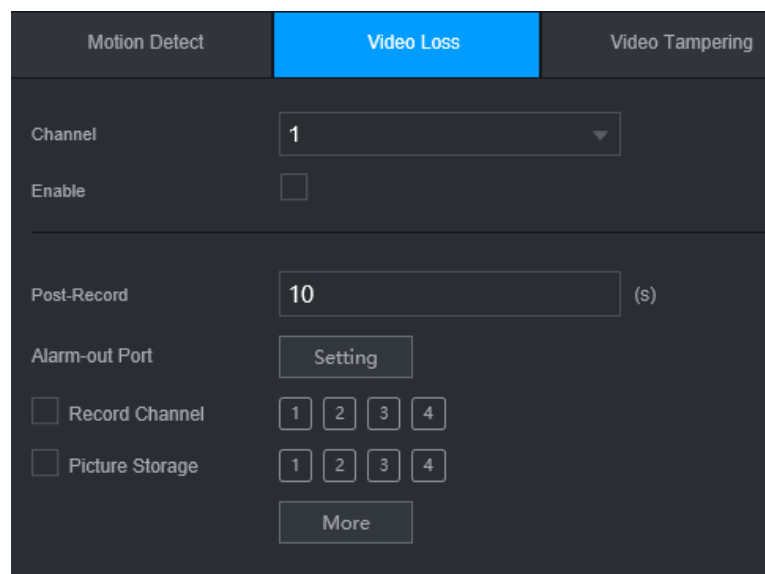 Motion Detect Video Loss Video Tampering
Channel 1
Enable
Post-Record 10 (s)
Alarm-out Port Setting
Record Channel 1 2 3 4
Picture Storage 1 2 3 4
More